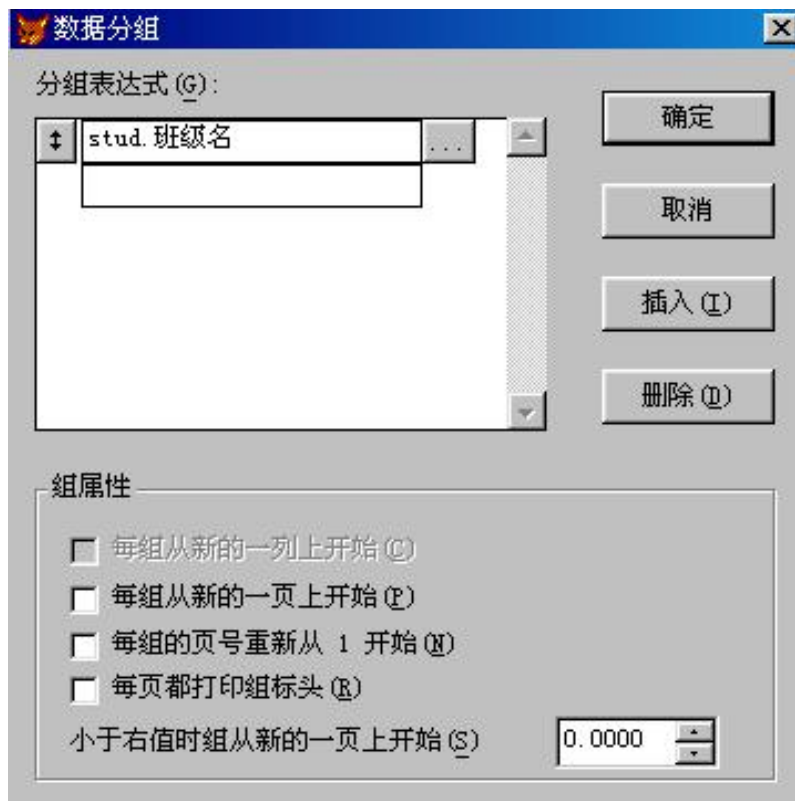 数据分组
分组表达式(G):
stud.班级名
...
确定
取消
插入(I)
删除(D)
组属性
每组从新的一列上开始(C)
每组从新的一页上开始(P)
每组的页号重新从 1 开始(N)
每页都打印组标头(R)
小于右值时组从新的一页上开始(S)
0.0000